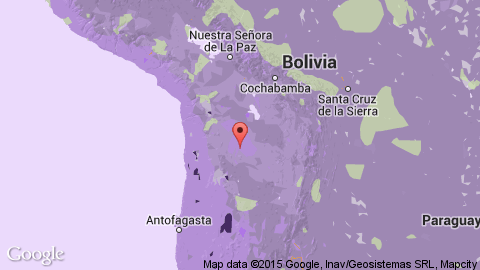 Nuestra Señora
de La Paz
Bolivia
Cochabamba
Santa Cruz
de la Sierra
Antofagasta
Paraguay
Google
Map data ©2015 Google, Inav/Geosistemas SRL, Mapcity